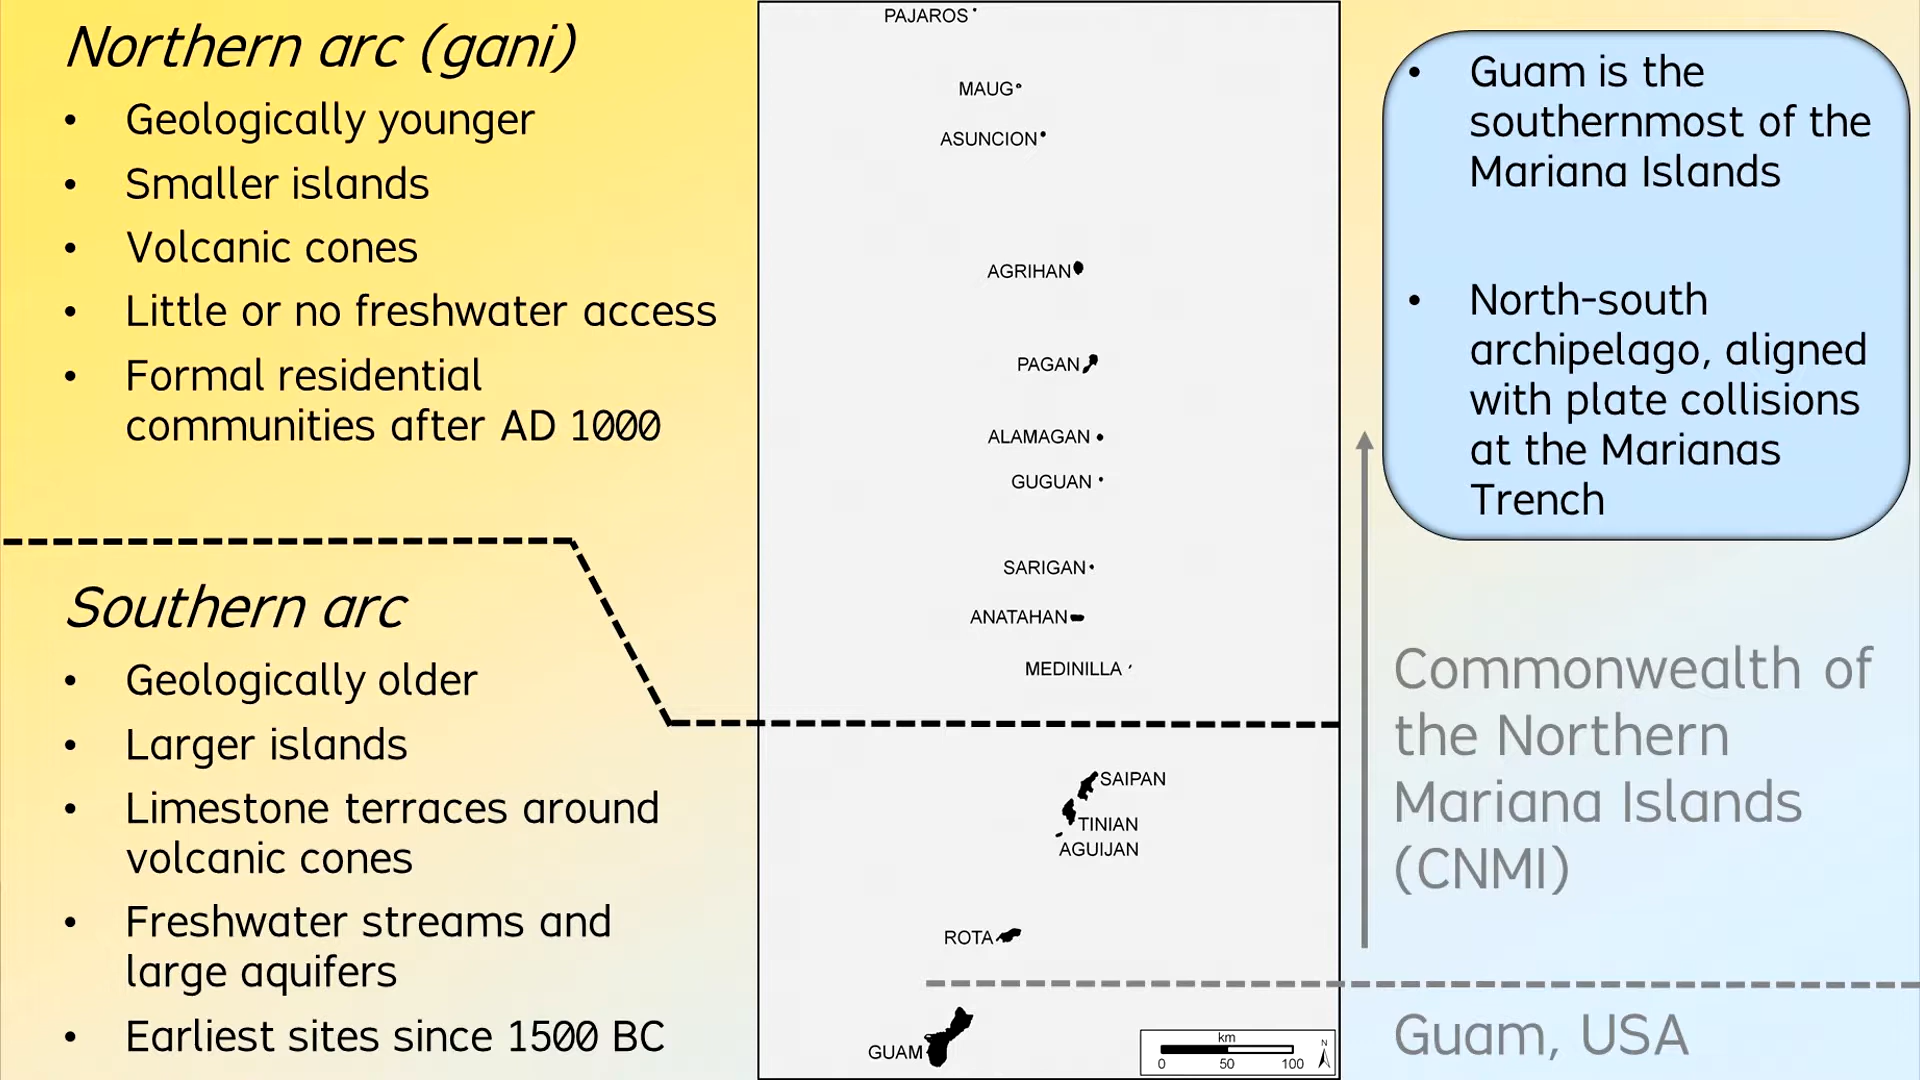 Northern arc (gani)
• Geologically younger
• Smaller islands
• Volcanic cones
• Little or no freshwater access
• Formal residential
communities after AD 1000
Southern arc
• Geologically older
• Larger islands
• Limestone terraces around
volcanic cones
• Freshwater streams and
large aquifers
• Earliest sites since 1500 BC
PAJAROS
MAUG
ASUNCION
AGRIHAN
PAGAN
ALAMAGAN
GUGUAN
SARIGAN
ANATAHAN
MEDINILLA
SAIPAN
TINIAN
AGUIJAN
ROTA
GUAM
km
0 50 100
N
• Guam is the
southernmost of the
Mariana Islands
• North-south
archipelago, aligned
with plate collisions
at the Marianas
Trench
Commonwealth of
the Northern
Mariana Islands
(CNMI)
Guam, USA